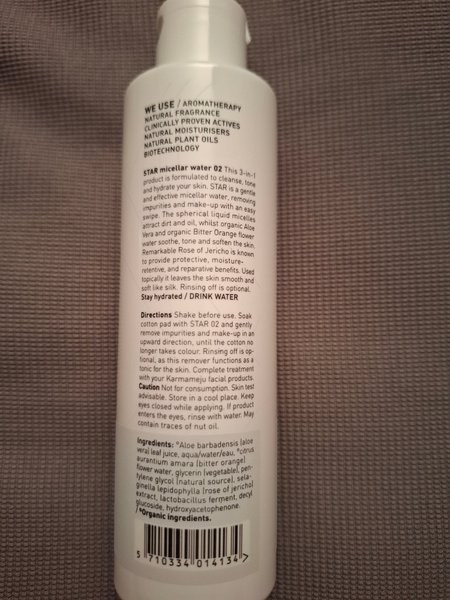 WE USE / AROMATHERAPY
NATURAL FRAGRANCE
CLINICALLY PROVEN ACTIVES
NATURAL MOISTURISERS
NATURAL PLANT OILS
BIOTECHNOLOGY
STAR micellar water 02 This 3-in-1
product is formulated to cleanse, tone
and hydrate your skin. STAR is a gentle
and effective micellar water, removing
impurities and make-up with an easy
swipe. The spherical liquid micelles
attract dirt and oil, whilst organic Aloe
Vera and organic Bitter Orange flower
water soothe, tone and soften the skin.
Remarkable Rose of Jericho is known
to provide protective, moisture-
retentive, and reparative benefits. Used
topically it leaves the skin smooth and
soft like silk. Rinsing off is optional.
Stay hydrated / DRINK WATER
Directions Shake before use. Soak
cotton pad with STAR 02 and gently
remove impurities and make-up in an
upward direction, until the cotton no
longer takes colour. Rinsing off is op-
tional, as this remover functions as a
tonic for the skin. Complete treatment
with your Karmameju facial products.
Caution Not for consumption. Skin test
advisable. Store in a cool place. Keep
eyes closed while applying. If product
enters the eyes, rinse with water. May
contain traces of nut oil.
Ingredients: °Aloe barbadensis (aloe
vera) leaf juice, aqua/water/eau, °citrus
aurantium amara (bitter orange)
flower water, glycerin (vegetable), pen-
tylene glycol (natural source), sela-
ginella lepidophylla (rose of jericho)
extract, lactobacillus ferment, decyl
glucoside, hydroxyacetophenone.
/ °Organic ingredients.
5 710334 014134 >